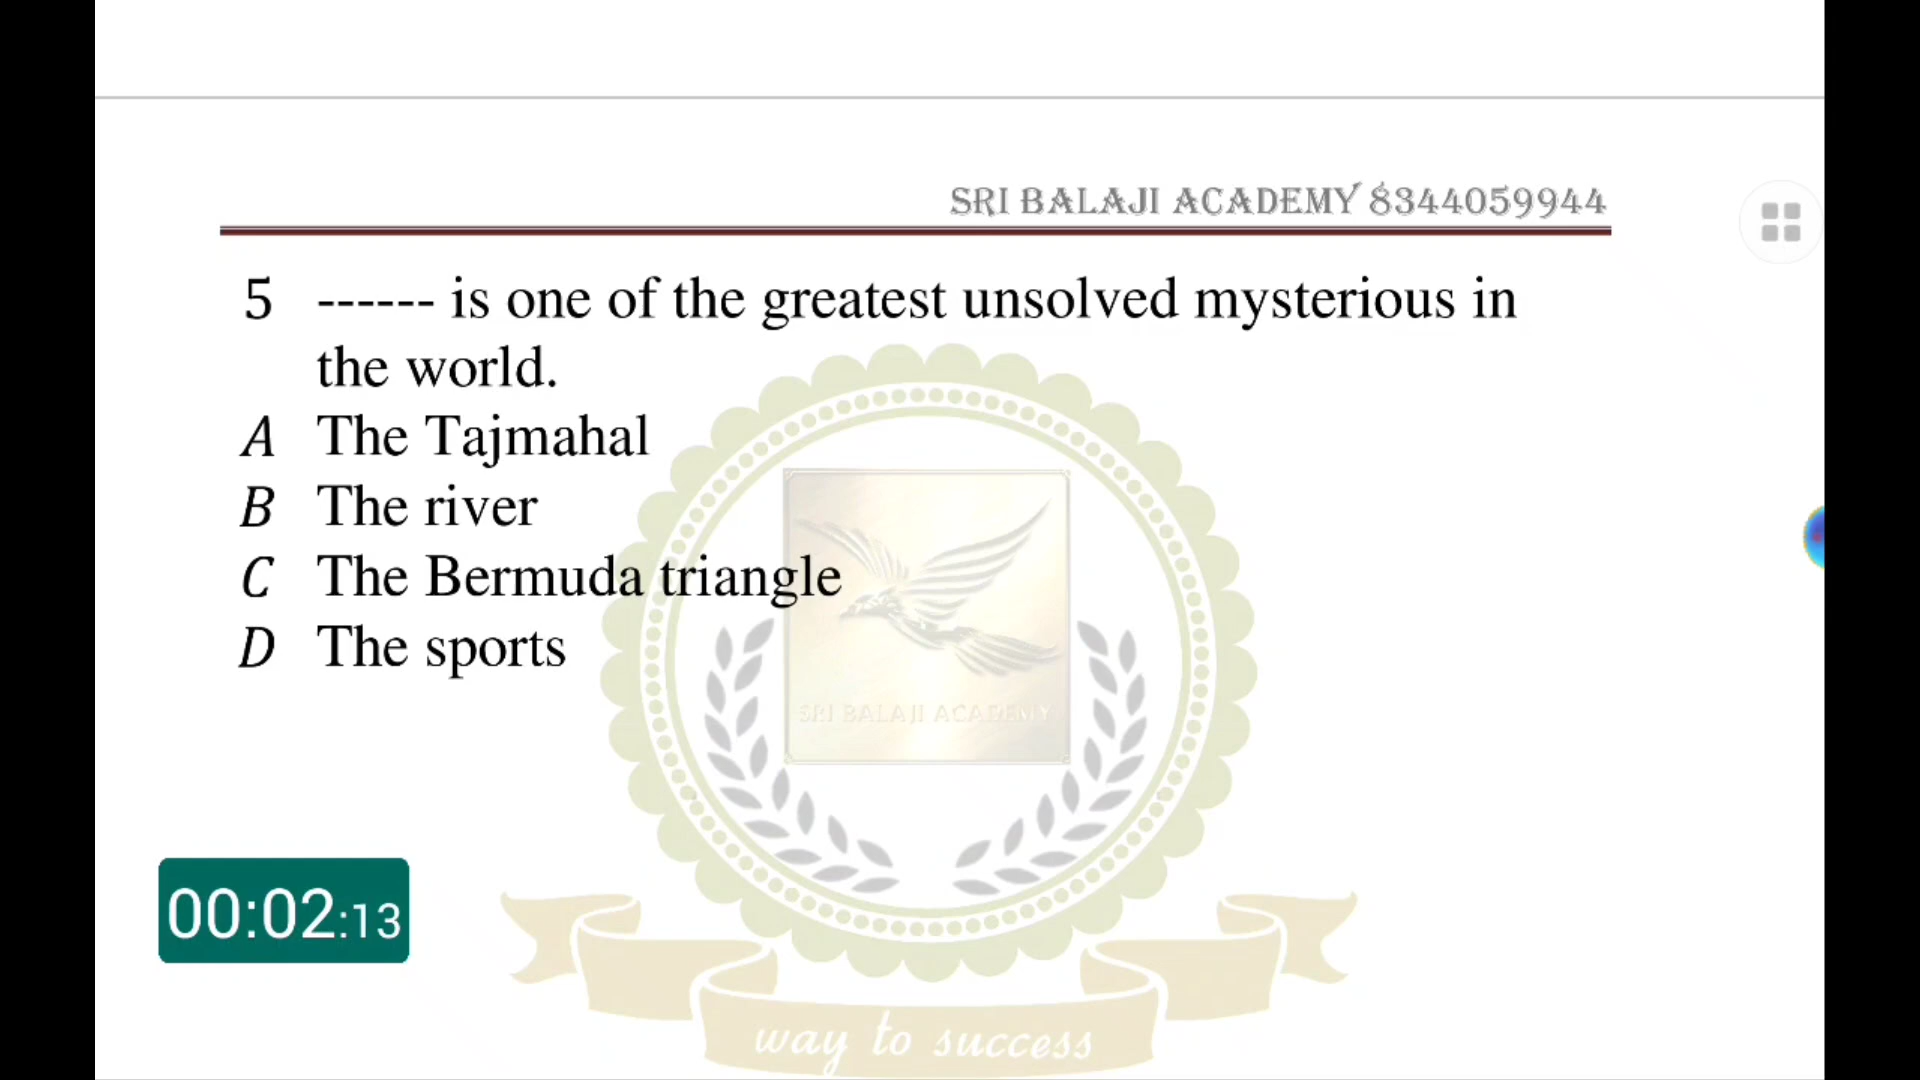 SRI BALAJI ACADEMY 8344059944
5 ------ is one of the greatest unsolved mysterious in
the world.
A The Tajmahal
B The river
C The Bermuda triangle
D The sports
SRI BALAJI ACADEMY
00:02:13
way to success